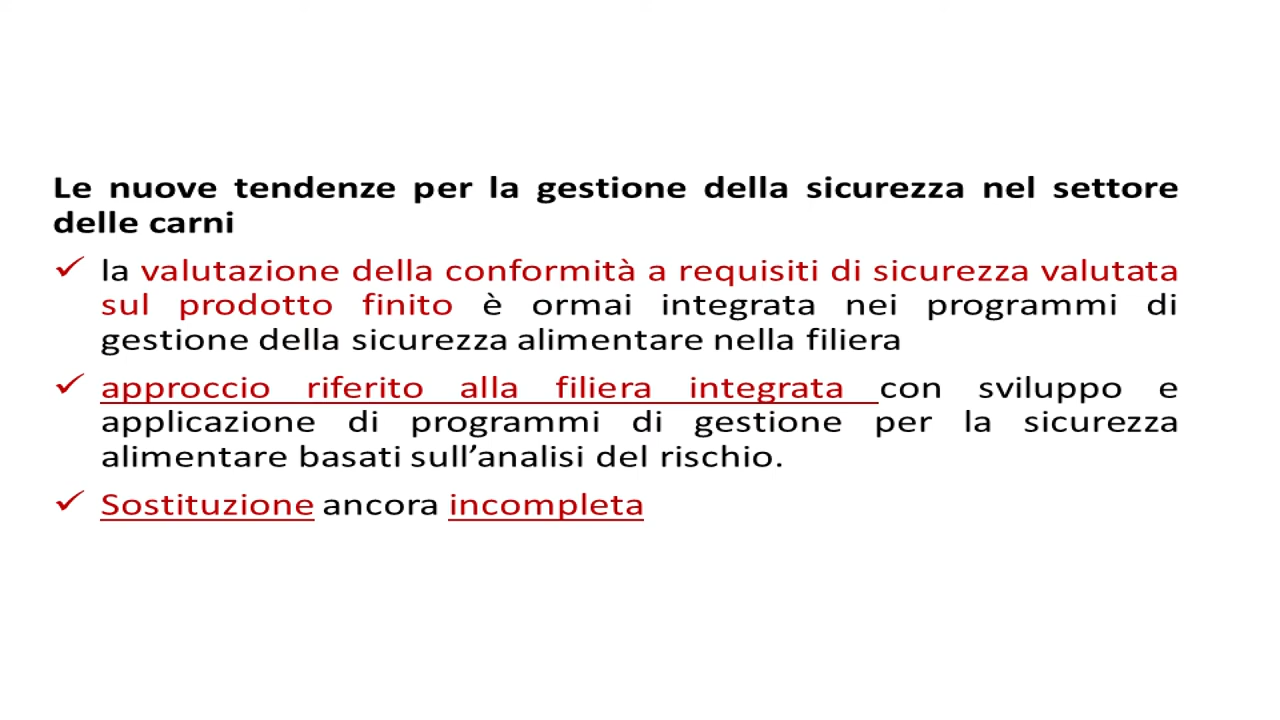 Le nuove tendenze per la gestione della sicurezza nel settore
delle carni
✓ la valutazione della conformità a requisiti di sicurezza valutata
sul prodotto finito è ormai integrata nei programmi di
gestione della sicurezza alimentare nella filiera
✓ approccio riferito alla filiera integrata con sviluppo e
applicazione di programmi di gestione per la sicurezza
alimentare basati sull’analisi del rischio.
✓ Sostituzione ancora incompleta